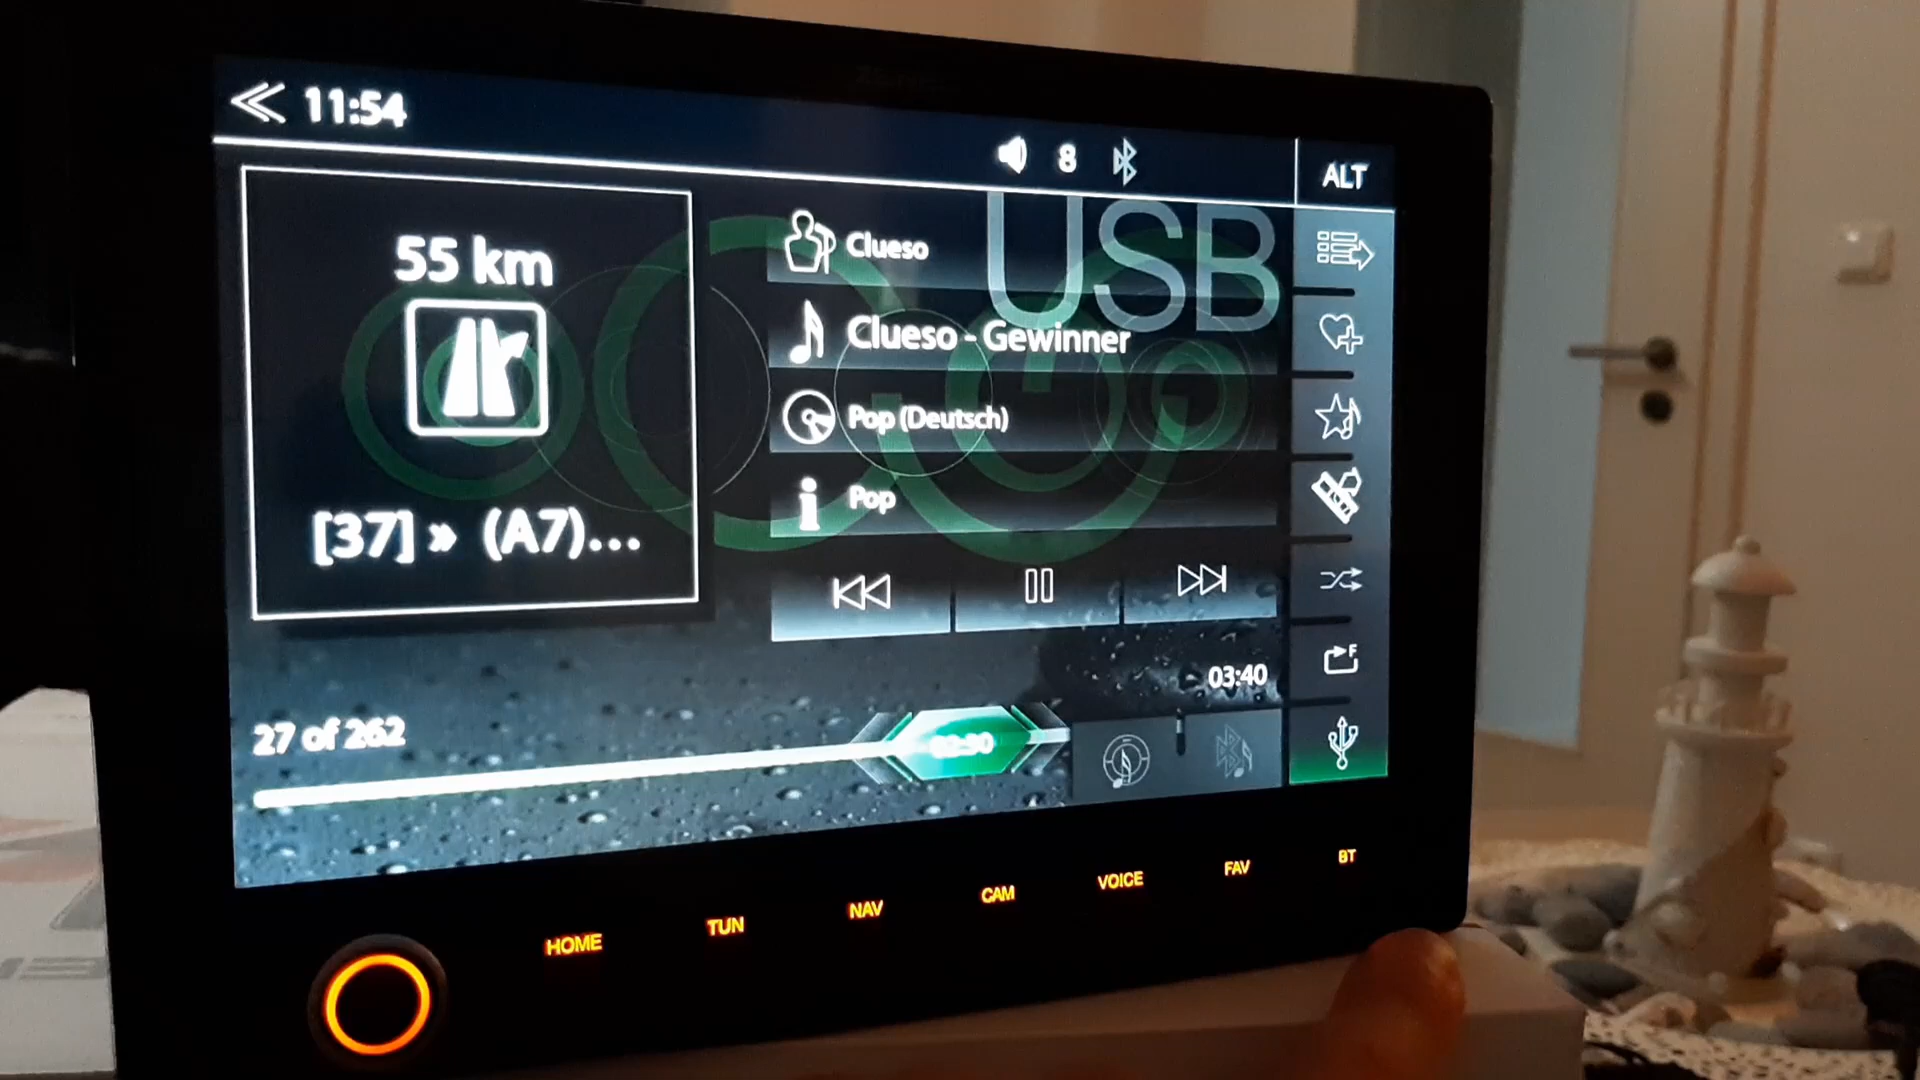 11:54
8
ALT
55 km
[37] » (A7)...
USB
Clueso
Clueso - Gewinner
Pop (Deutsch)
Pop
F
03:40
27 of 262
HOME
TUN
NAV
CAM
VOICE
FAV
BT